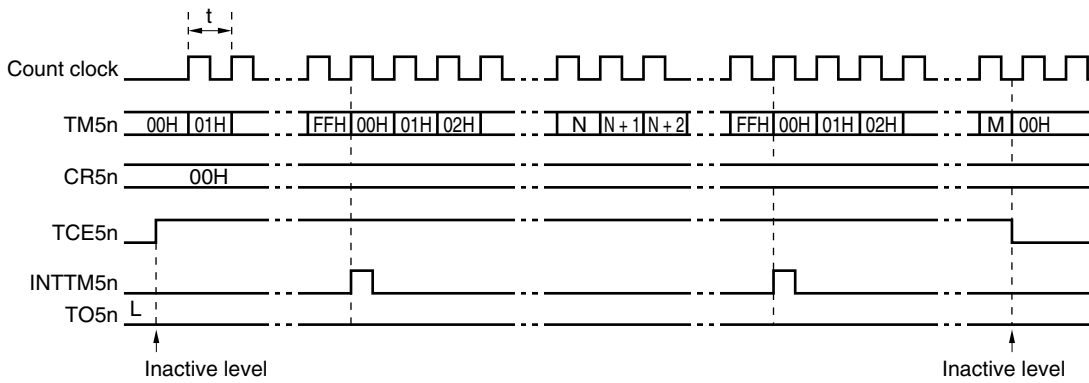 t
Count clock
TM5n 00H 01H FFH 00H 01H 02H N N + 1 N + 2 FFH 00H 01H 02H M 00H
CR5n 00H
TCE5n
INTTM5n
TO5n L
Inactive level Inactive level